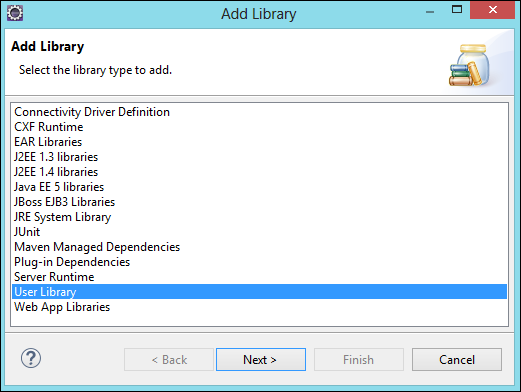 Add Library
Add Library
Select the library type to add.
Connectivity Driver Definition
CXF Runtime
EAR Libraries
J2EE 1.3 libraries
J2EE 1.4 libraries
Java EE 5 libraries
JBoss EJB3 Libraries
JRE System Library
JUnit
Maven Managed Dependencies
Plug-in Dependencies
Server Runtime
User Library
Web App Libraries
? < Back Next > Finish Cancel